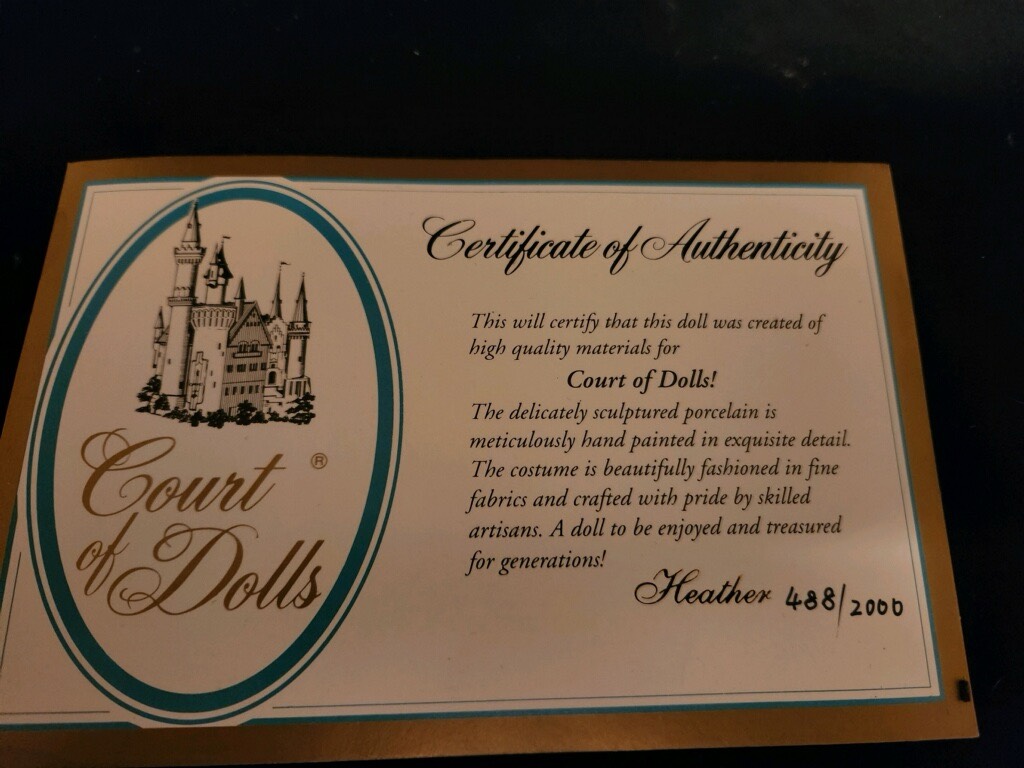 Court ®
of Dolls
Certificate of Authenticity
This will certify that this doll was created of
high quality materials for
Court of Dolls!
The delicately sculptured porcelain is
meticulously hand painted in exquisite detail.
The costume is beautifully fashioned in fine
fabrics and crafted with pride by skilled
artisans. A doll to be enjoyed and treasured
for generations!
Heather 488/2000